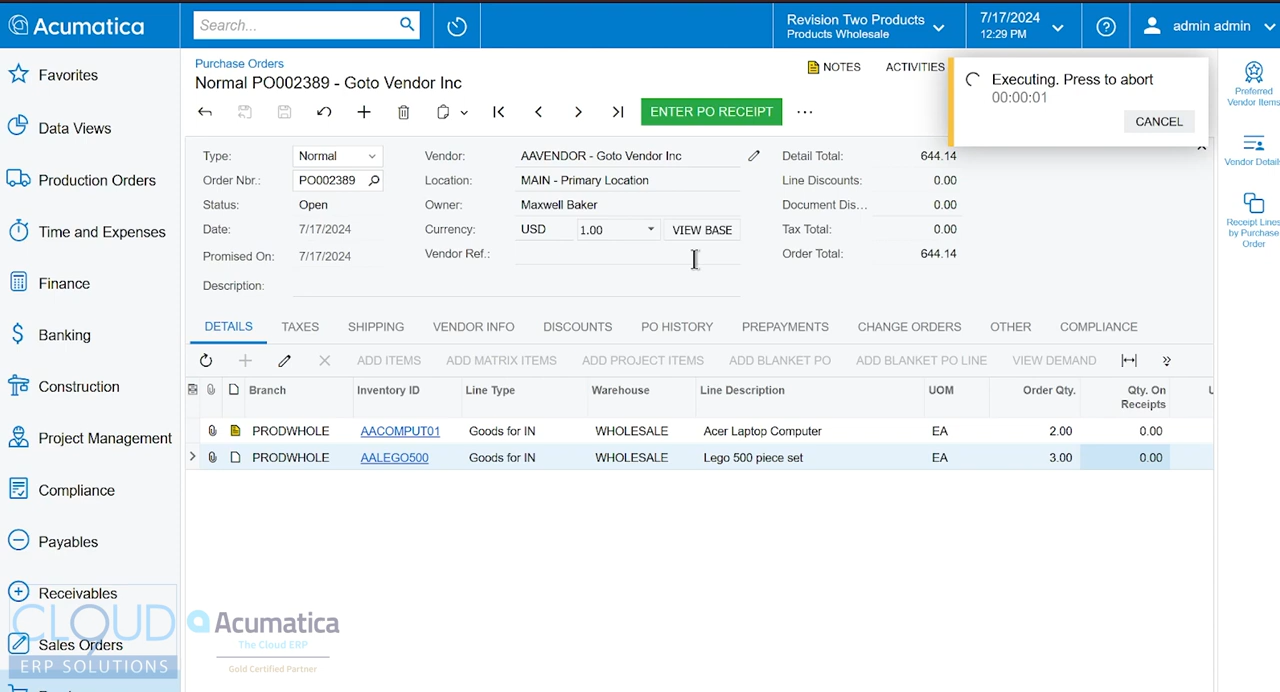 Acumatica
Search...
Revision Two Products
Products Wholesale
7/17/2024
12:29 PM
admin admin
Favorites
Data Views
Production Orders
Time and Expenses
Finance
Banking
Construction
Project Management
Compliance
Payables
Receivables
Sales Orders
Purchase Orders
Normal PO002389 - Goto Vendor Inc
NOTES
ACTIVITIES
Executing. Press to abort
00:00:01
CANCEL
ENTER PO RECEIPT
Type: Normal
Order Nbr.: PO002389
Status: Open
Date: 7/17/2024
Promised On: 7/17/2024
Description:
Vendor: AAVENDOR - Goto Vendor Inc
Location: MAIN - Primary Location
Owner: Maxwell Baker
Currency: USD 1.00 VIEW BASE
Vendor Ref.:
Detail Total: 644.14
Line Discounts: 0.00
Document Dis... 0.00
Tax Total: 0.00
Order Total: 644.14
DETAILS TAXES SHIPPING VENDOR INFO DISCOUNTS PO HISTORY PREPAYMENTS CHANGE ORDERS OTHER COMPLIANCE
ADD ITEMS ADD MATRIX ITEMS ADD PROJECT ITEMS ADD BLANKET PO ADD BLANKET PO LINE VIEW DEMAND
Branch Inventory ID Line Type Warehouse Line Description UOM Order Qty. Qty. On
Receipts
PRODWHOLE AACOMPUT01 Goods for IN WHOLESALE Acer Laptop Computer EA 2.00 0.00
PRODWHOLE AALEGO500 Goods for IN WHOLESALE Lego 500 piece set EA 3.00 0.00
Preferred
Vendor Items
Vendor Details
Receipt Lines
by Purchase
Order
CLOUD
ERP SOLUTIONS
Acumatica
The Cloud ERP
Gold Certified Partner